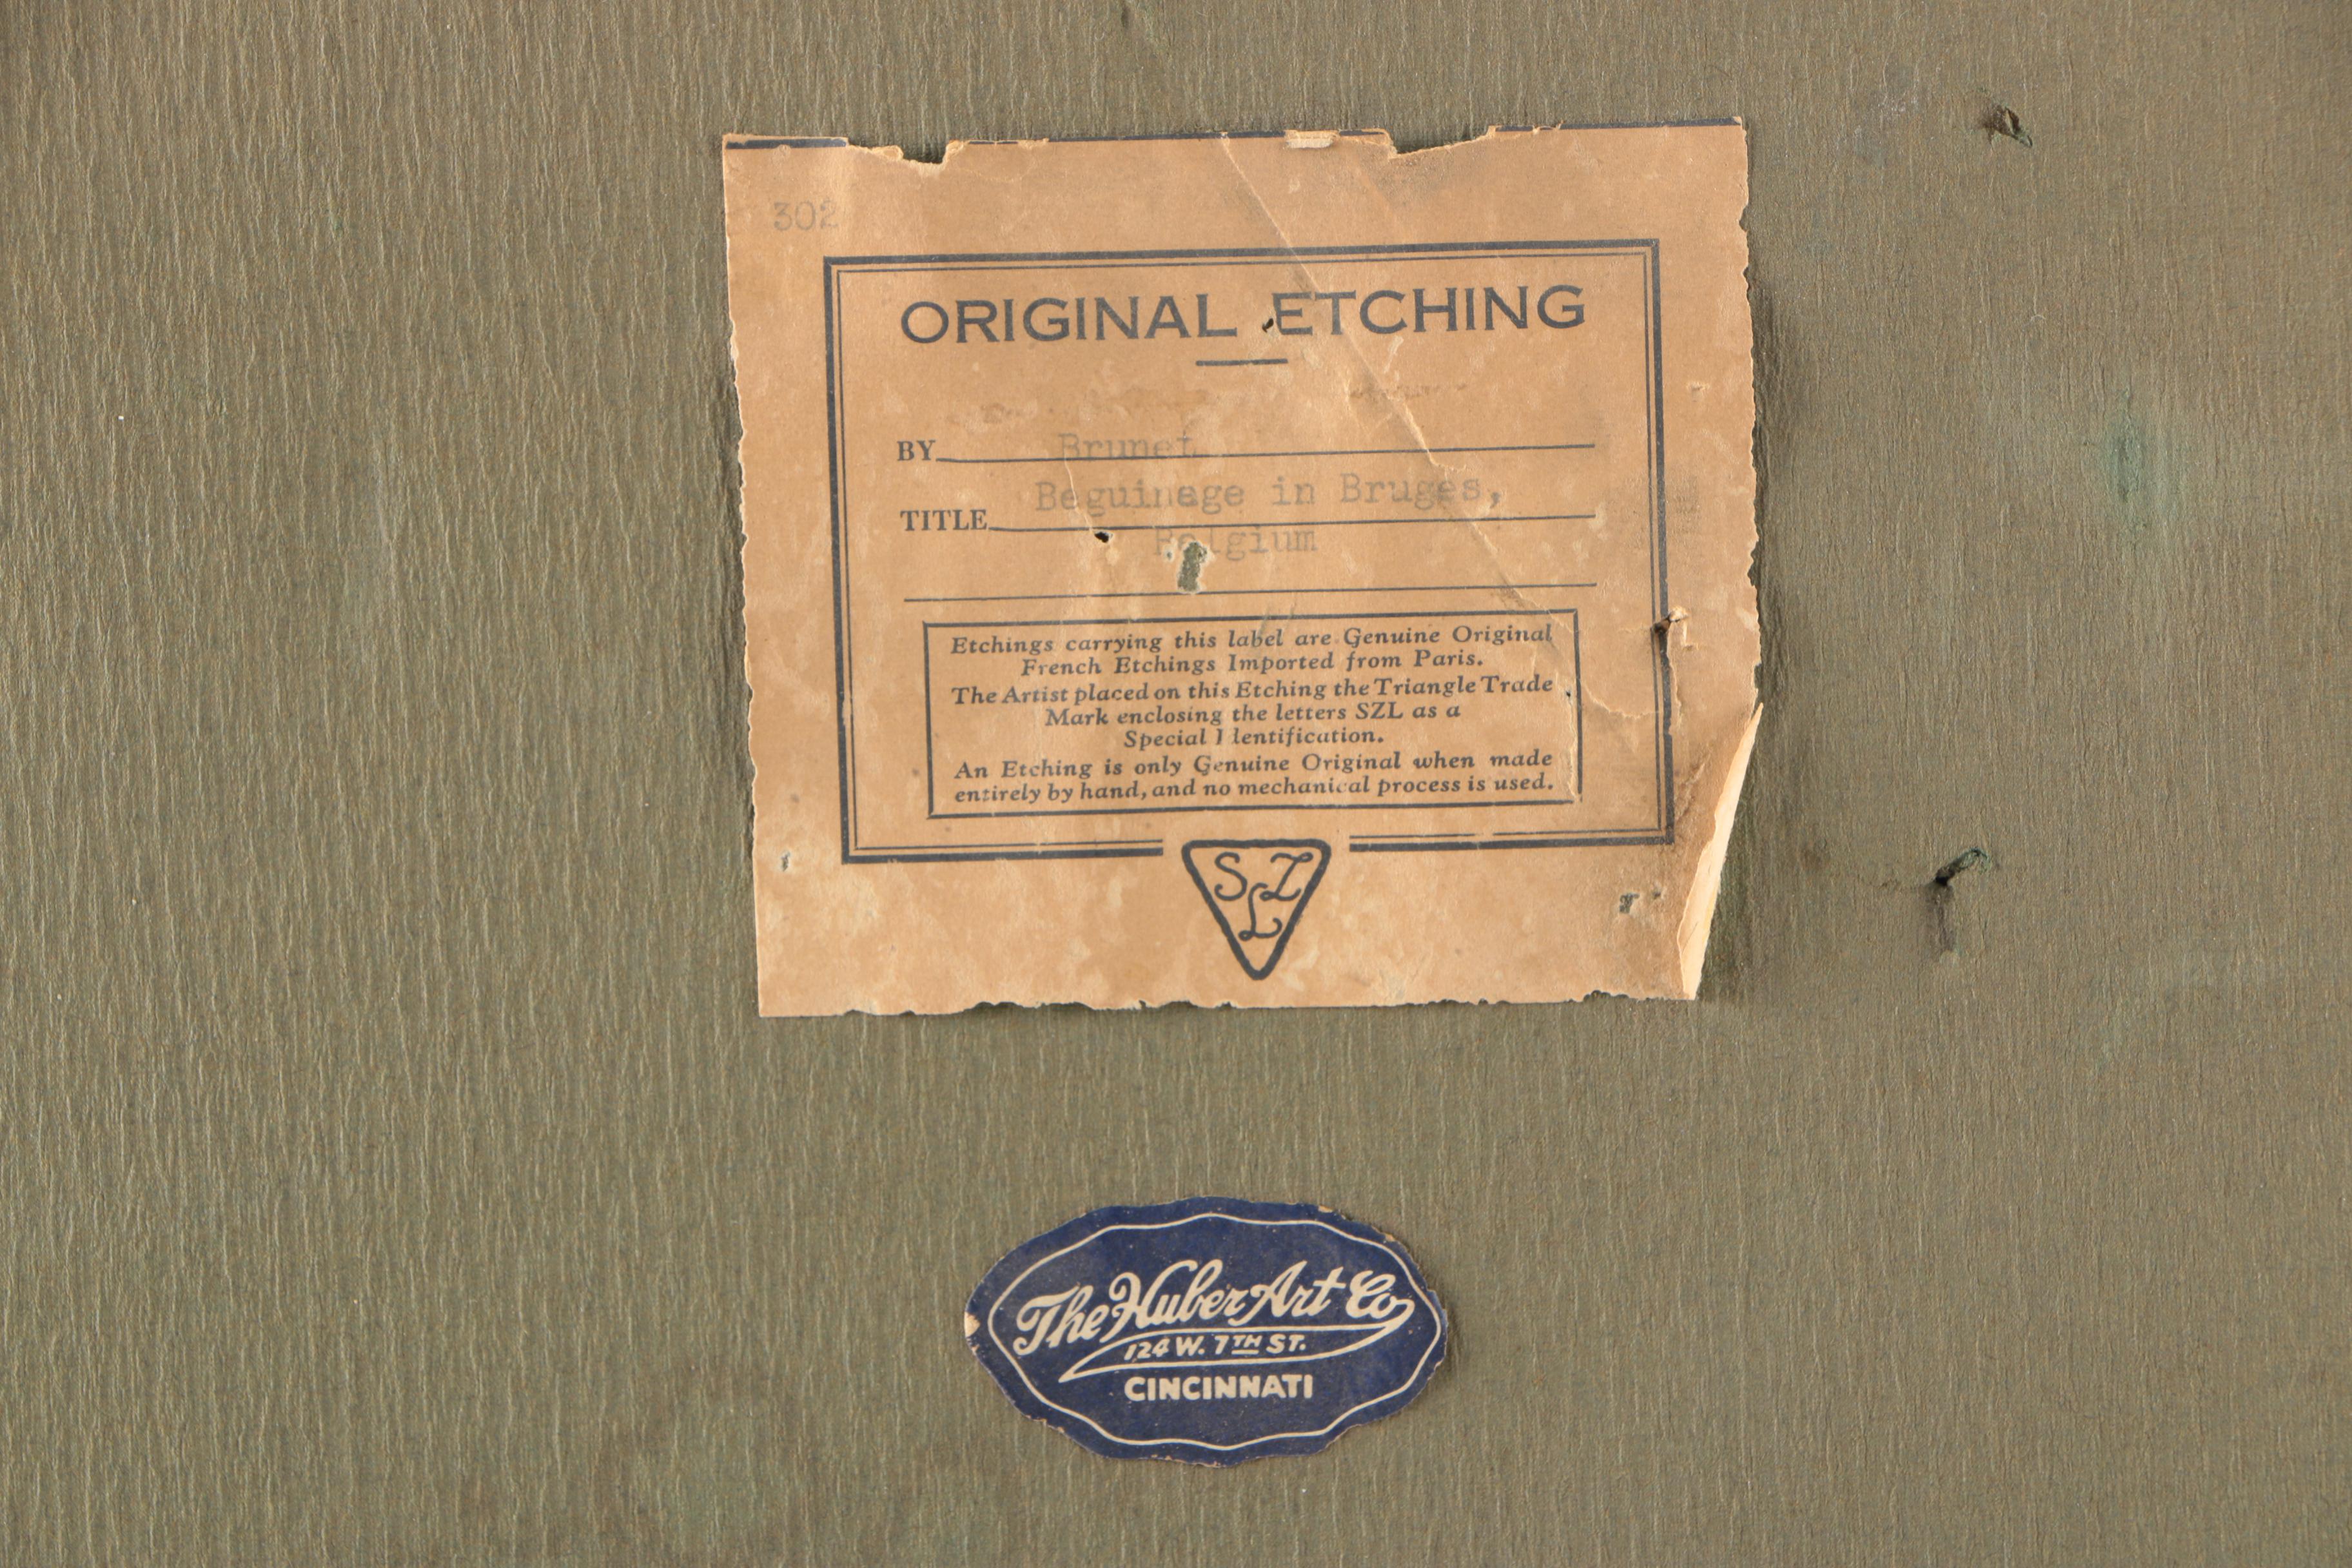 302
ORIGINAL ETCHING
BY Brunet
TITLE Beguinage in Bruges,
Belgium
Etchings carrying this label are Genuine Original
French Etchings Imported from Paris.
The Artist placed on this Etching the Triangle Trade
Mark enclosing the letters SZL as a
Special I lentification.
An Etching is only Genuine Original when made
entirely by hand, and no mechanical process is used.
SZL
The Huber Art Co
124 W. 7TH ST.
CINCINNATI